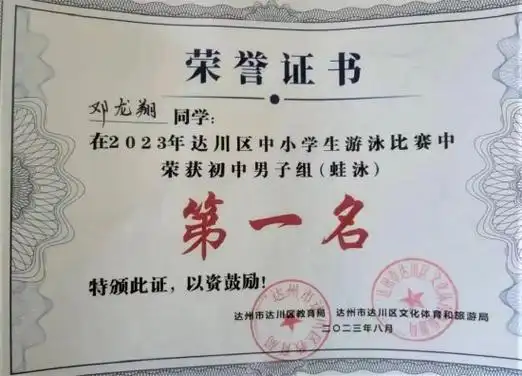 荣誉证书
邓龙翔 同学:
在2023年达川区中小学生游泳比赛中
荣获初中男子组(蛙泳)
第一名
特颁此证,以资鼓励!
达州市达川区教育局 达州市达川区文化体育和旅游局
二〇二三年八月